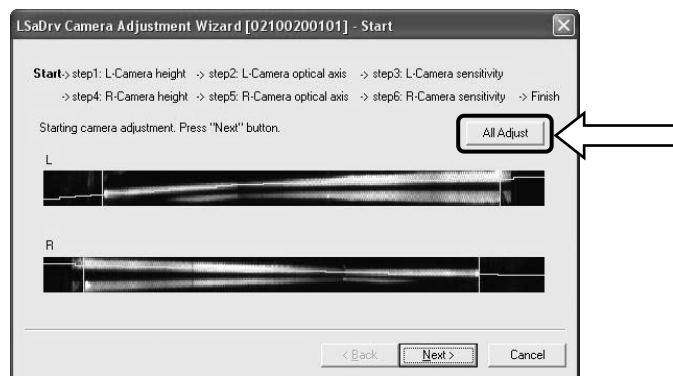 LSaDrv Camera Adjustment Wizard [02100200101] - Start
Start-> step1: L-Camera height -> step2: L-Camera optical axis -> step3: L-Camera sensitivity
-> step4: R-Camera height -> step5: R-Camera optical axis -> step6: R-Camera sensitivity -> Finish
Starting camera adjustment. Press "Next" button.
All Adjust
L
R
< Back Next > Cancel